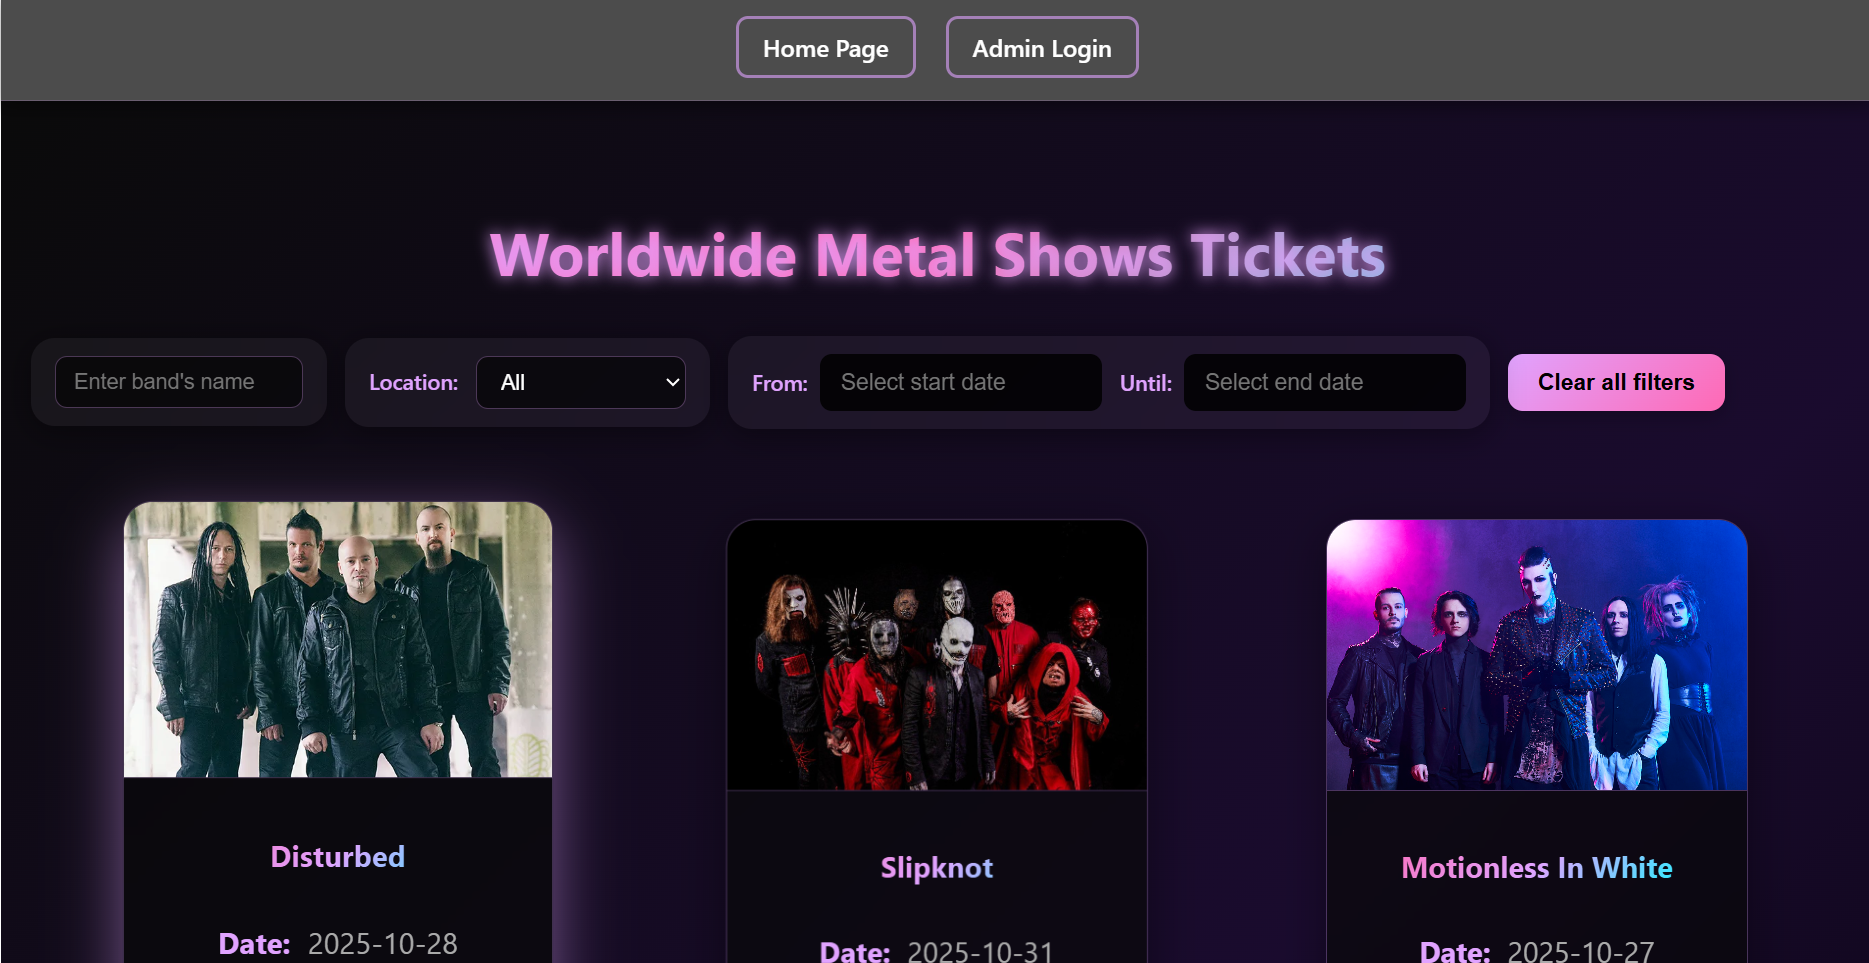 Home Page Admin Login
Worldwide Metal Shows Tickets
Enter band's name Location: All From: Select start date Until: Select end date Clear all filters
Disturbed
Slipknot
Motionless In White
Date: 2025-10-28
Date: 2025-10-31
Date: 2025-10-27